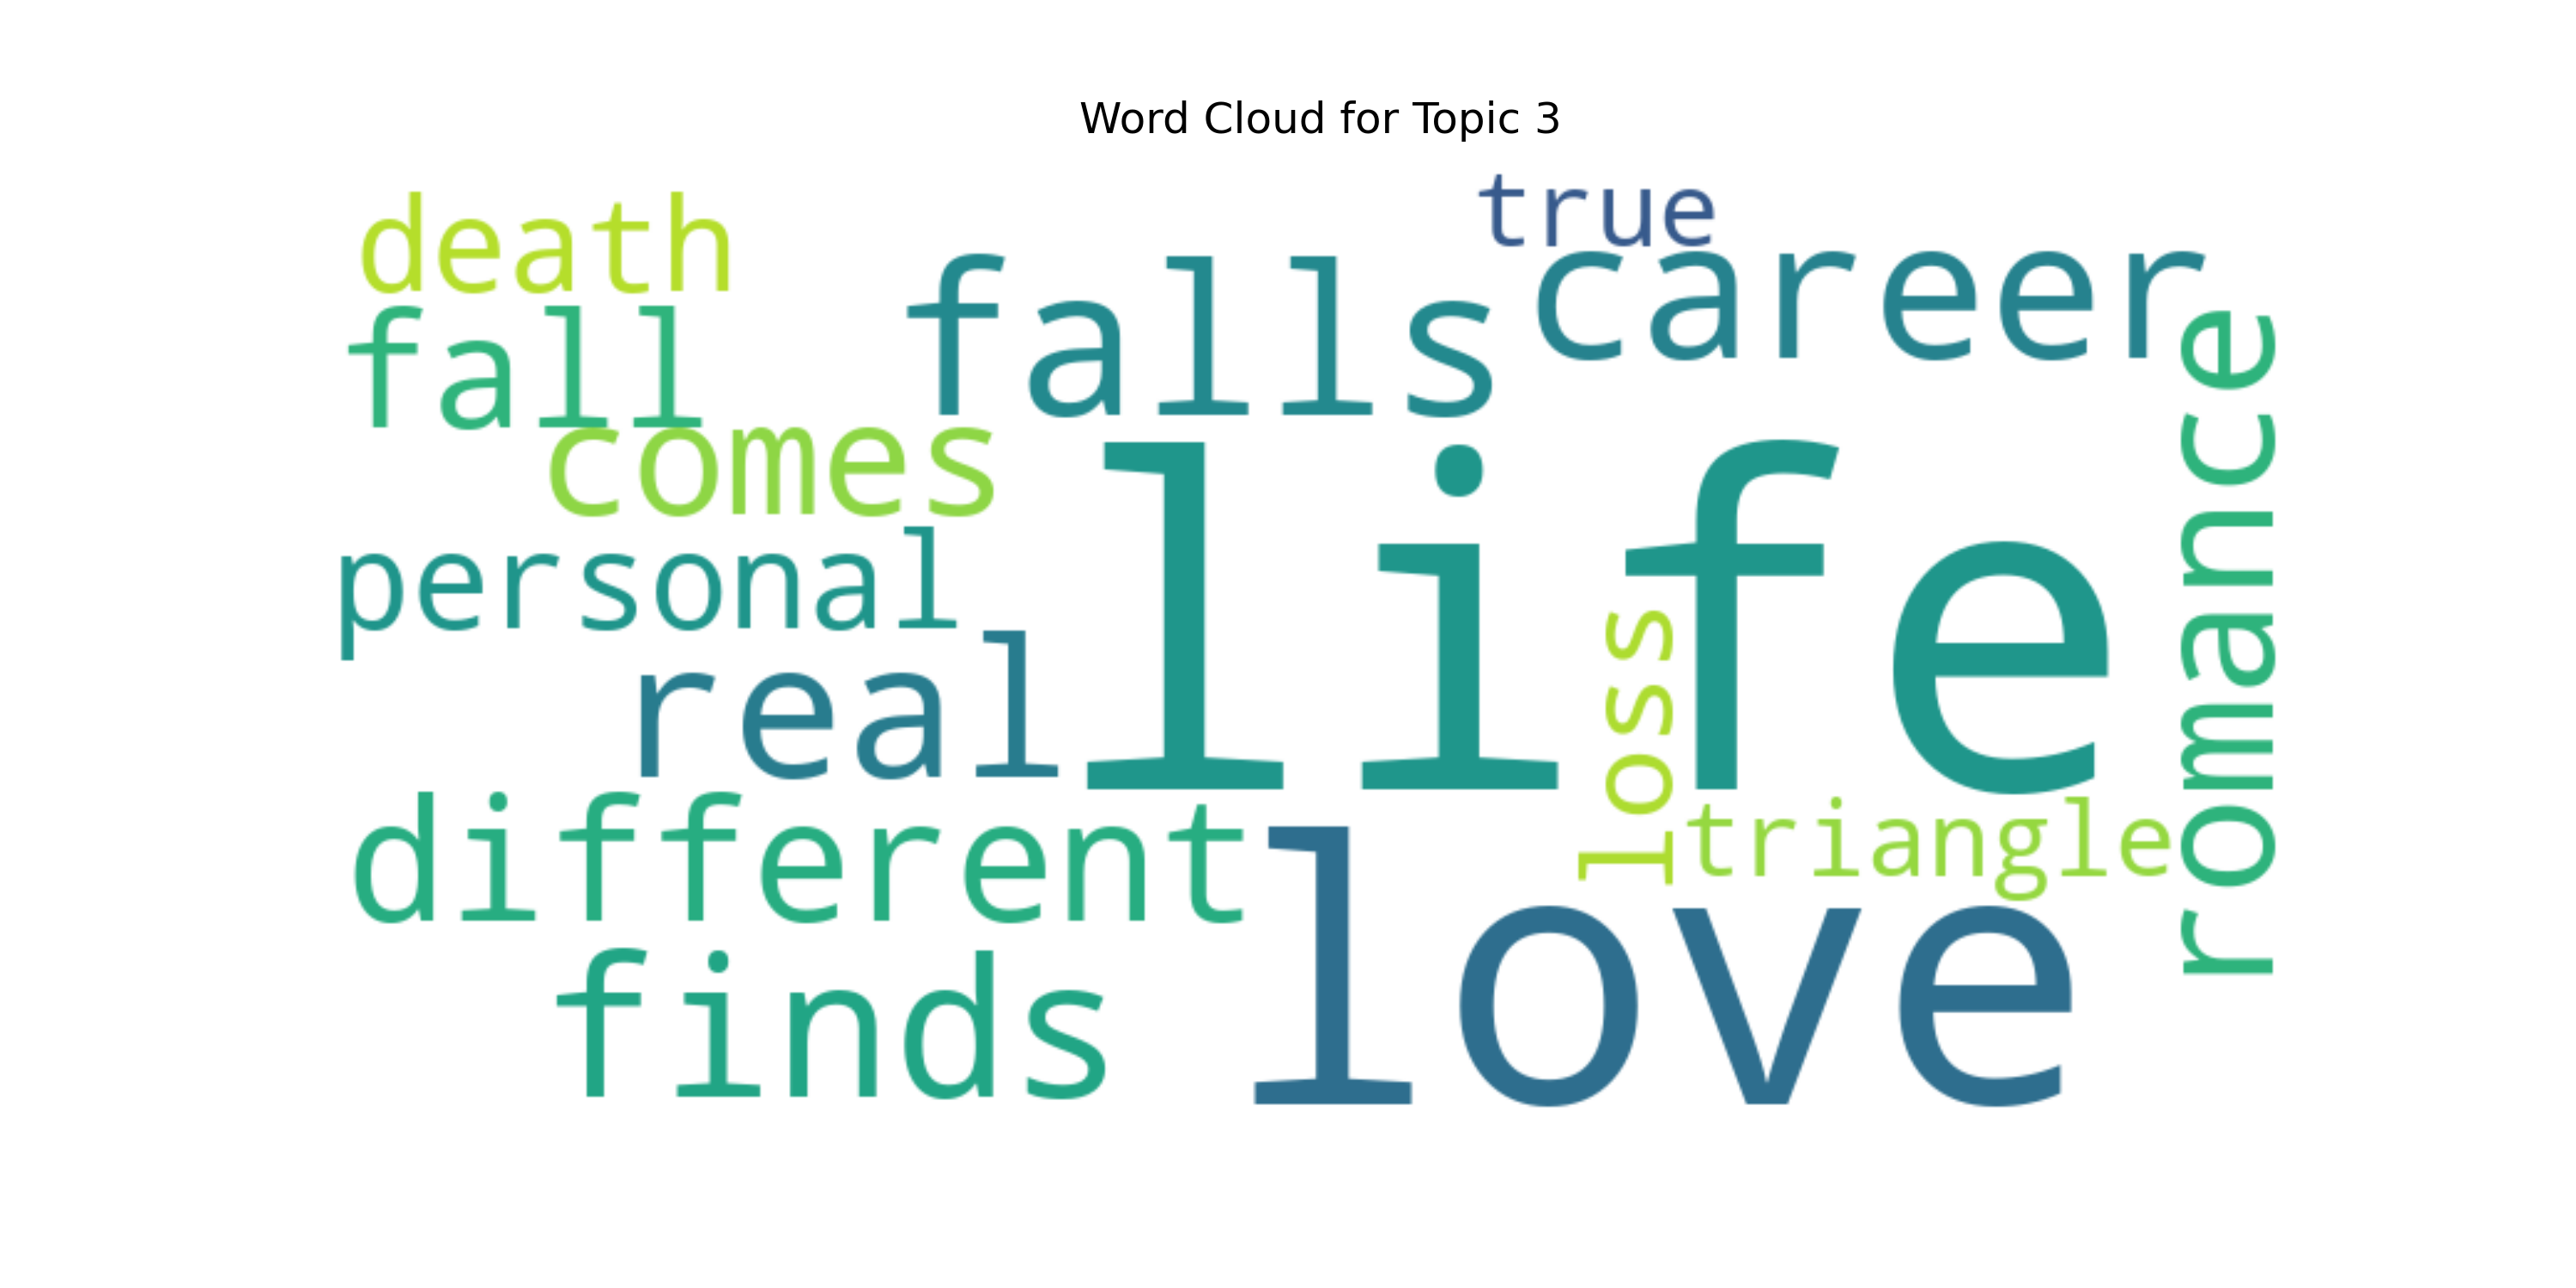 Word Cloud for Topic 3
true
death
career
falls
fall
comes
romance
life
personal
real
loss
different
triangle
love
finds